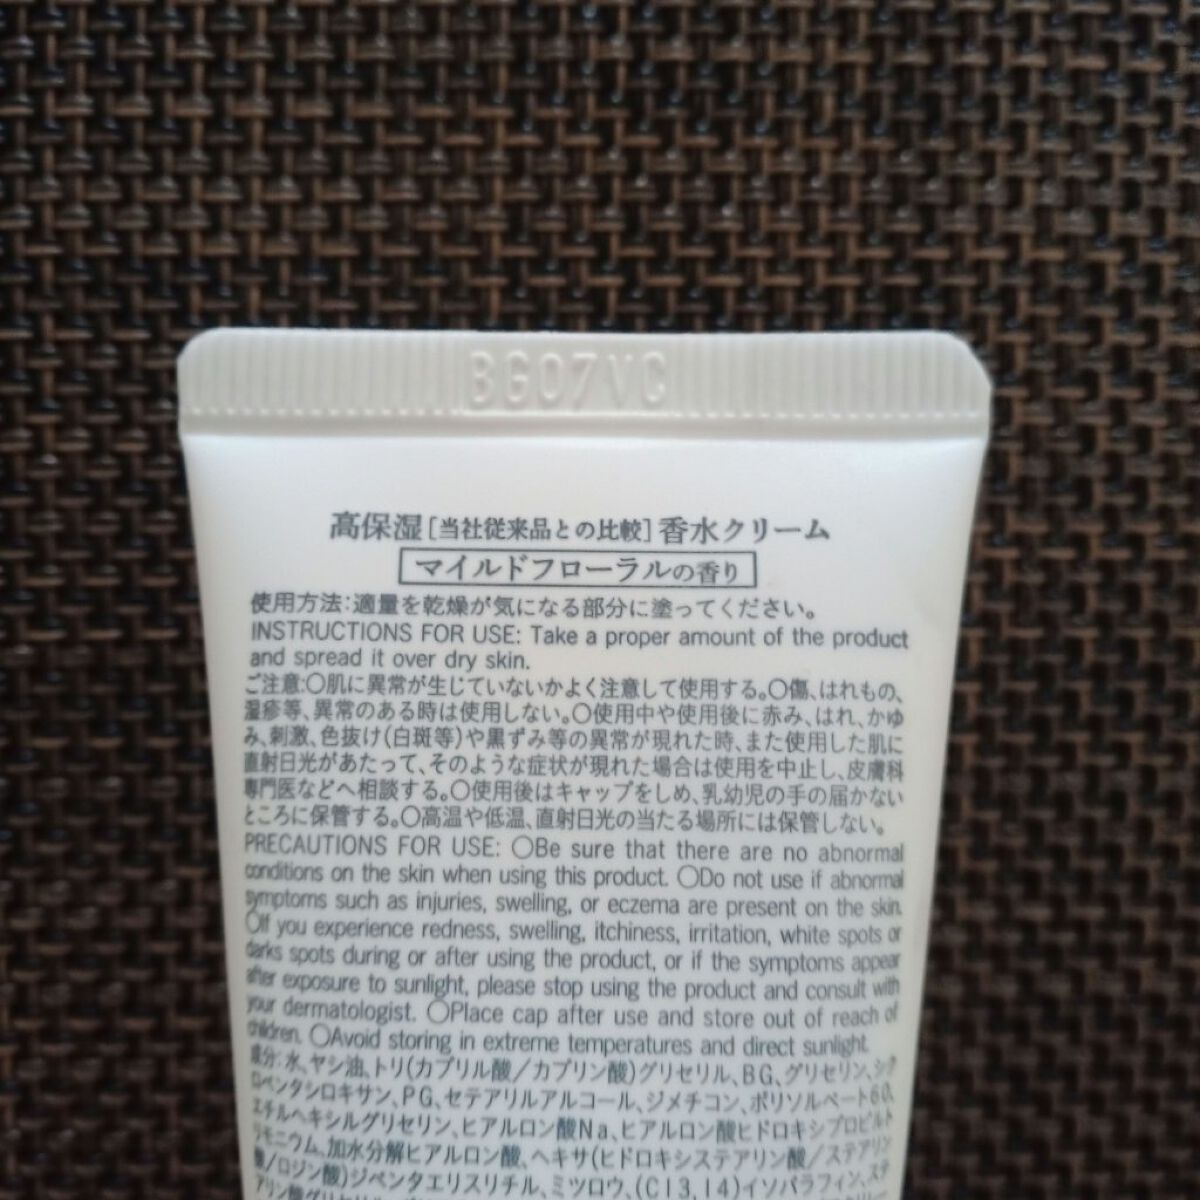 BG07VC
高保湿[当社従来品との比較]香水クリーム
マイルドフローラルの香り
使用方法:適量を乾燥が気になる部分に塗ってください。
INSTRUCTIONS FOR USE: Take a proper amount of the product
and spread it over dry skin.
ご注意:○肌に異常が生じていないかよく注意して使用する。○傷、はれもの、
湿疹等、異常のある時は使用しない。○使用中や使用後に赤み、はれ、かゆ
み、刺激、色抜け(白斑等)や黒ずみ等の異常が現れた時、また使用した肌に
直射日光があたって、そのような症状が現れた場合は使用を中止し、皮膚科
専門医などへ相談する。○使用後はキャップをしめ、乳幼児の手の届かない
ところに保管する。○高温や低温、直射日光の当たる場所には保管しない。
PRECAUTIONS FOR USE: ○Be sure that there are no abnormal
conditions on the skin when using this product. ○Do not use if abnormal
symptoms such as injuries, swelling, or eczema are present on the skin.
○If you experience redness, swelling, itchiness, irritation, white spots or
darks spots during or after using the product, or if the symptoms appear
after exposure to sunlight, please stop using the product and consult with
your dermatologist. ○Place cap after use and store out of reach of
children. ○Avoid storing in extreme temperatures and direct sunlight.
成分:水、ヤシ油、トリ(カプリル酸/カプリン酸)グリセリル、BG、グリセリン、シク
ロペンタシロキサン、PG、セテアリルアルコール、ジメチコン、ポリソルベート60、
エチルヘキシルグリセリン、ヒアルロン酸Na、ヒアルロン酸ヒドロキシプロピルト
リモニウム、加水分解ヒアルロン酸、ヘキサ(ヒドロキシステアリン酸/ステアリン
酸/ロジン酸)ジペンタエリスリチル、ミツロウ、(C13,14)イソパラフィン、ステ
アリン酸グリセリル